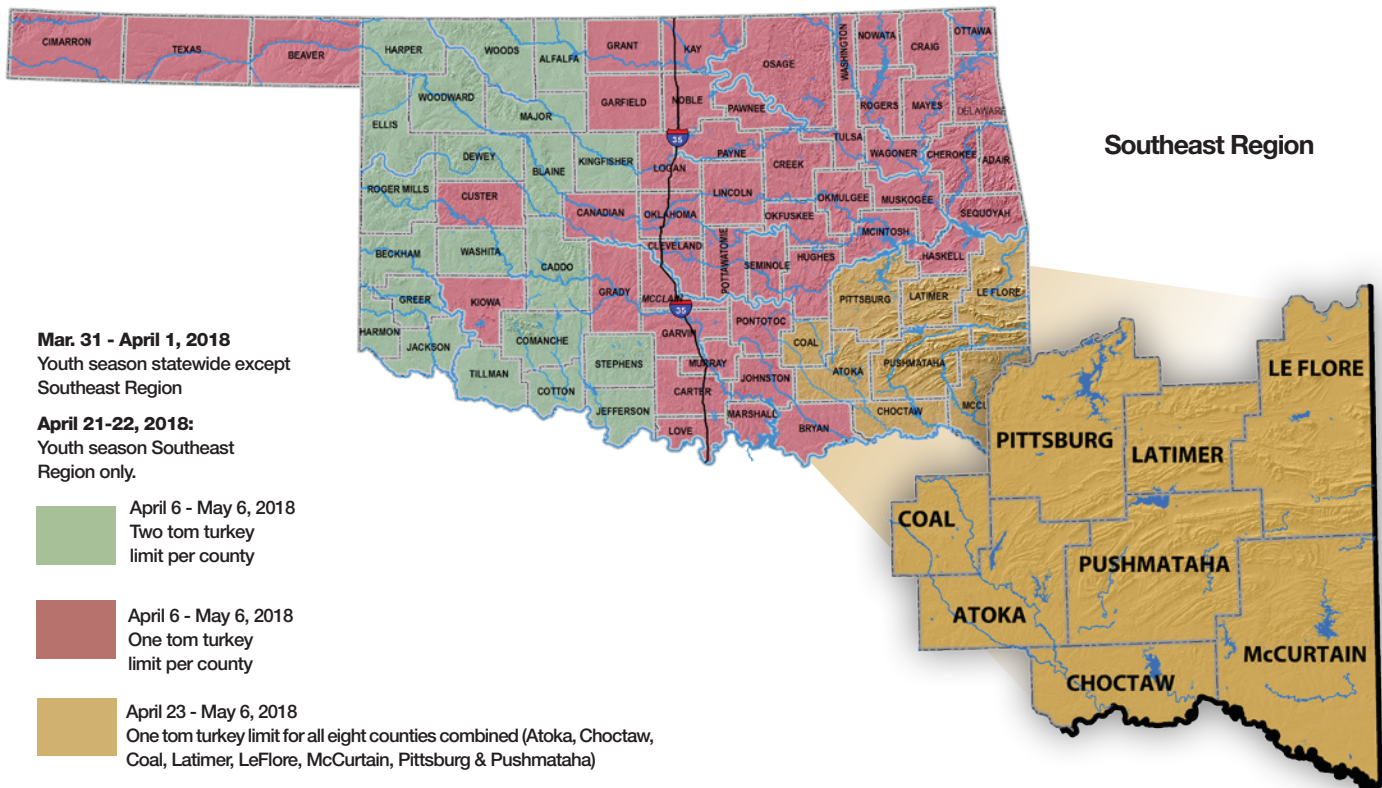 CIMARRON
TEXAS
BEAVER
HARPER
WOODS
ALFALFA
GRANT
KAY
OSAGE
WASHINGTON
NOWATA
CRAIG
OTTAWA
WOODWARD
MAJOR
GARFIELD
NOBLE
PAWNEE
ROGERS
MAYES
DELAWARE
ELLIS
35
TULSA
DEWEY
BLAINE
KINGFISHER
LOGAN
PAYNE
CREEK
WAGONER
CHEROKEE
ADAIR
ROGER MILLS
CUSTER
CANADIAN
OKLAHOMA
LINCOLN
OKFUSKEE
OKMULGEE
MUSKOGEE
SEQUOYAH
BECKHAM
WASHITA
CADDO
CLEVELAND
POTTAWATOMIE
SEMINOLE
HUGHES
MCINTOSH
HASKELL
GREER
KIOWA
GRADY
MCCLAIN
35
PITTSBURG
LATIMER
LE FLORE
HARMON
JACKSON
COMANCHE
STEPHENS
GARVIN
PONTOTOC
COAL
TILLMAN
COTTON
MURRAY
JOHNSTON
ATOKA
PUSHMATAHA
JEFFERSON
CARTER
LOVE
MARSHALL
BRYAN
CHOCTAW
MCCU
Southeast Region
LE FLORE
PITTSBURG
LATIMER
COAL
PUSHMATAHA
ATOKA
McCURTAIN
CHOCTAW
Mar. 31 - April 1, 2018
Youth season statewide except
Southeast Region
April 21-22, 2018:
Youth season Southeast
Region only.
April 6 - May 6, 2018
Two tom turkey
limit per county
April 6 - May 6, 2018
One tom turkey
limit per county
April 23 - May 6, 2018
One tom turkey limit for all eight counties combined (Atoka, Choctaw,
Coal, Latimer, LeFlore, McCurtain, Pittsburg & Pushmataha)